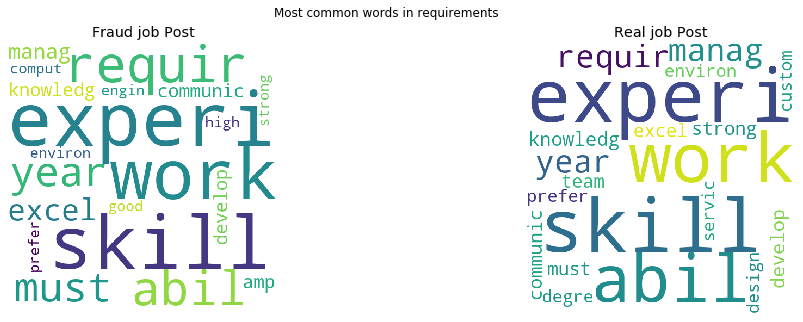 Most common words in requirements
Fraud job Post
manag
requir
comput
knowledg
engin
communic
strong
experi
high
environ
year
work
excel
good
develop
prefer
skill
must
abil
amp
Real job Post
requir
manag
environ
custom
experi
knowledg
excel
strong
year
work
team
prefer
servic
communic
skill
develop
must
degre
abil
design